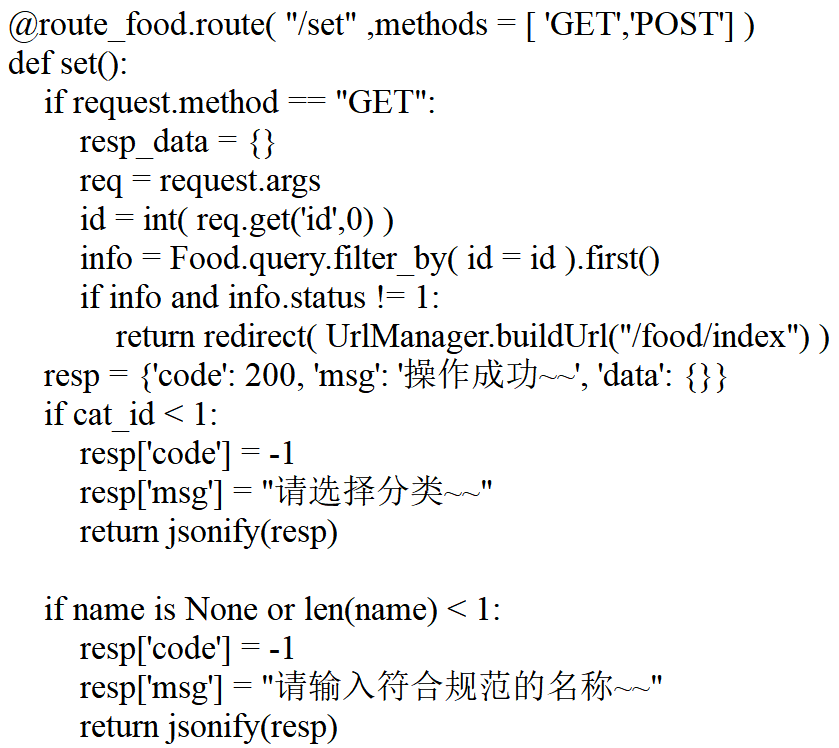 @route_food.route( "/set" ,methods = [ 'GET','POST'] )
def set():
    if request.method == "GET":
        resp_data = {}
        req = request.args
        id = int( req.get('id',0) )
        info = Food.query.filter_by( id = id ).first()
        if info and info.status != 1:
            return redirect( UrlManager.buildUrl("/food/index") )
    resp = {'code': 200, 'msg': '操作成功~~', 'data': {}}
    if cat_id < 1:
        resp['code'] = -1
        resp['msg'] = "请选择分类~~"
        return jsonify(resp)

    if name is None or len(name) < 1:
        resp['code'] = -1
        resp['msg'] = "请输入符合规范的名称~~"
        return jsonify(resp)